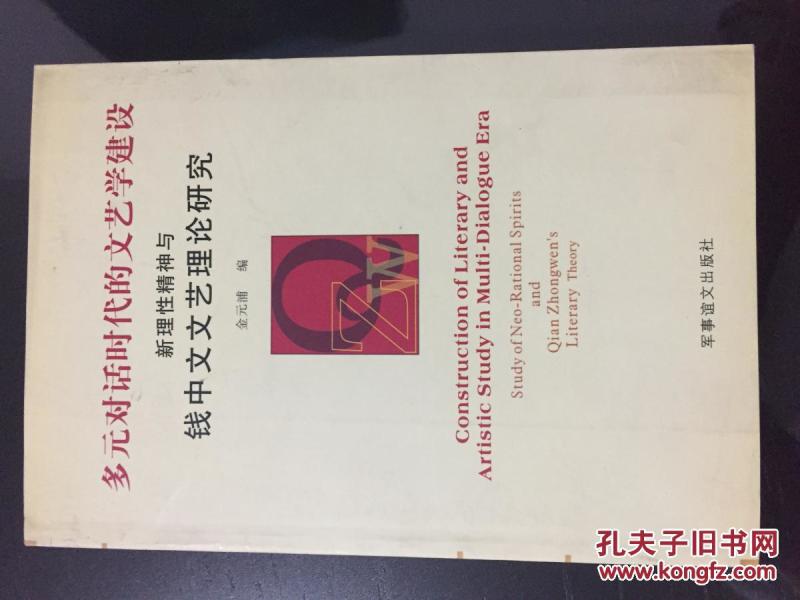 多元对话时代的文艺学建设
新理性精神与
钱中文文艺理论研究
金元浦 编
QZW
Construction of Literary and
Artistic Study in Multi-Dialogue Era
Study of Neo-Rational Spirits
and
Qian Zhongwen's
Literary Theory
军事谊文出版社
孔夫子旧书网
www.kongfz.com